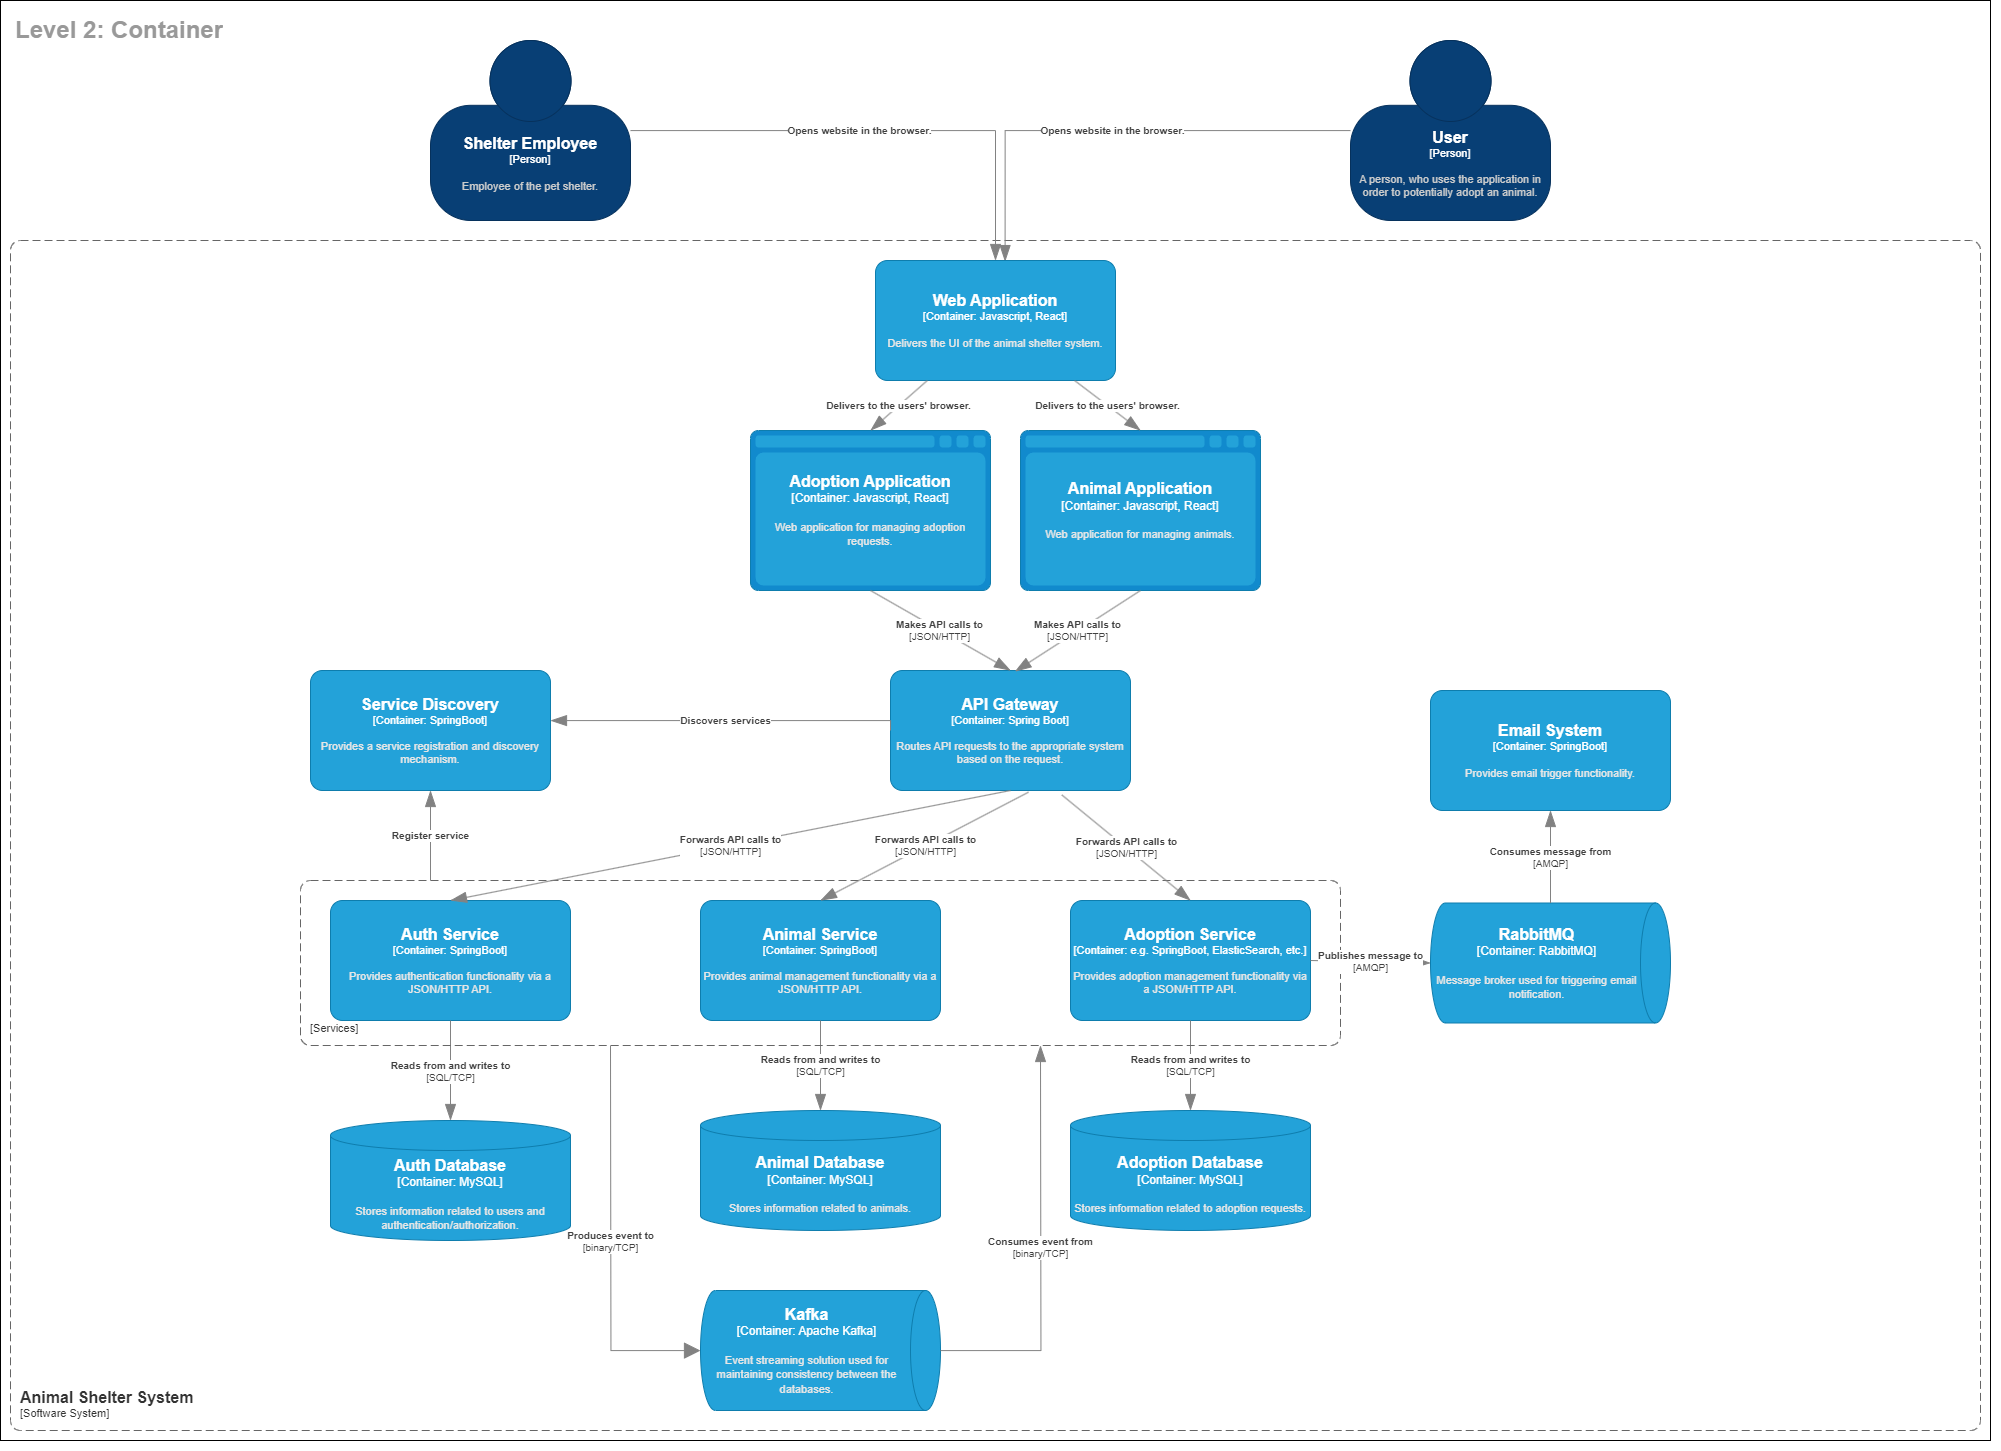 Level 2: Container
Shelter Employee
[Person]
Employee of the pet shelter.
Opens website in the browser.
Opens website in the browser.
User
[Person]
A person, who uses the application in
order to potentially adopt an animal.
Web Application
[Container: Javascript, React]
Delivers the UI of the animal shelter system.
Delivers to the users' browser.
Delivers to the users' browser.
Adoption Application
[Container: Javascript, React]
Web application for managing adoption
requests.
Animal Application
[Container: Javascript, React]
Web application for managing animals.
Makes API calls to
[JSON/HTTP]
Makes API calls to
[JSON/HTTP]
Service Discovery
[Container: SpringBoot]
Provides a service registration and discovery
mechanism.
Discovers services
API Gateway
[Container: Spring Boot]
Routes API requests to the appropriate system
based on the request.
Email System
[Container: SpringBoot]
Provides email trigger functionality.
Register service
Forwards API calls to
[JSON/HTTP]
Forwards API calls to
[JSON/HTTP]
Forwards API calls to
[JSON/HTTP]
Consumes message from
[AMQP]
Auth Service
[Container: SpringBoot]
Provides authentication functionality via a
JSON/HTTP API.
Animal Service
[Container: SpringBoot]
Provides animal management functionality via a
JSON/HTTP API.
Adoption Service
[Container: e.g. SpringBoot, ElasticSearch, etc.]
Provides adoption management functionality via
a JSON/HTTP API.
Publishes message to
[AMQP]
RabbitMQ
[Container: RabbitMQ]
Message broker used for triggering email
notification.
[Services]
Reads from and writes to
[SQL/TCP]
Reads from and writes to
[SQL/TCP]
Reads from and writes to
[SQL/TCP]
Auth Database
[Container: MySQL]
Stores information related to users and
authentication/authorization.
Animal Database
[Container: MySQL]
Stores information related to animals.
Adoption Database
[Container: MySQL]
Stores information related to adoption requests.
Produces event to
[binary/TCP]
Consumes event from
[binary/TCP]
Kafka
[Container: Apache Kafka]
Event streaming solution used for
maintaining consistency between the
databases.
Animal Shelter System
[Software System]